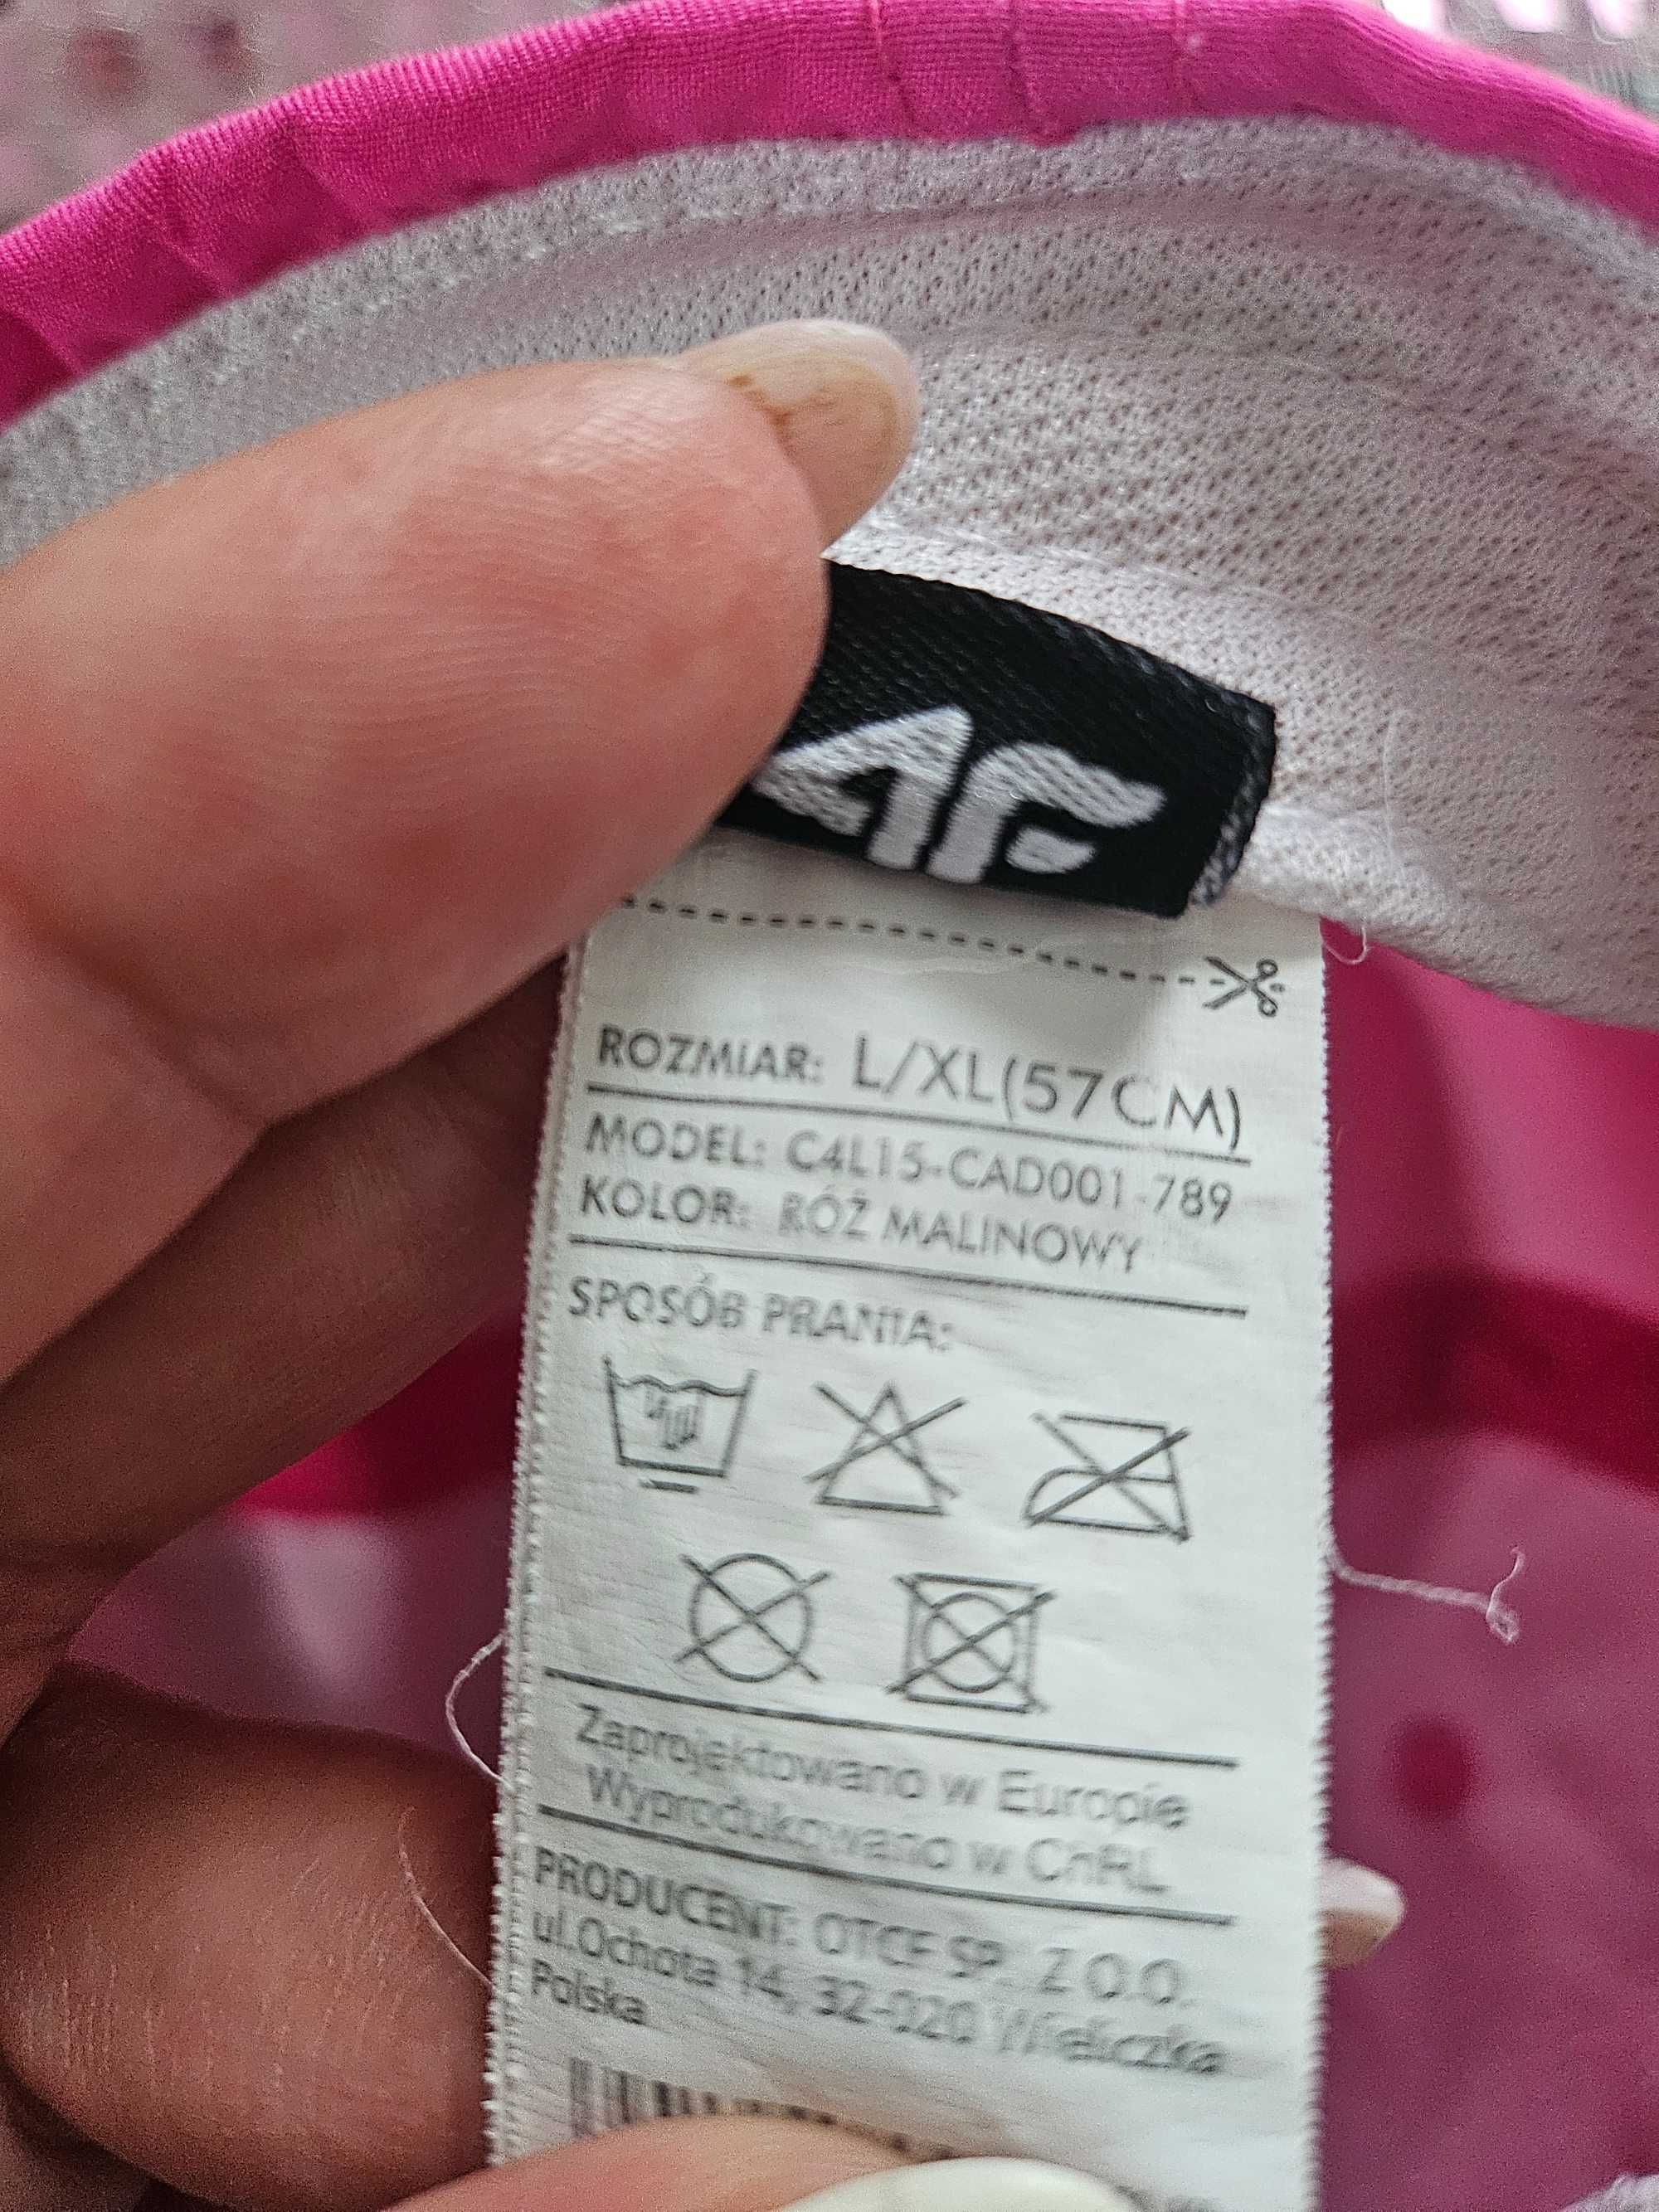 4F
ROZMIAR: L/XL(57CM)
MODEL: C4L15-CAD001-789
KOLOR: RÓŻ MALINOWY
SPOSÓB PRANIA:
Zaprojektowano w Europie
Wyprodukowano w ChRL
PRODUCENT: OTCF SP. Z O.O.
ul.Ochota 14, 32-020 Wieliczka
Polska